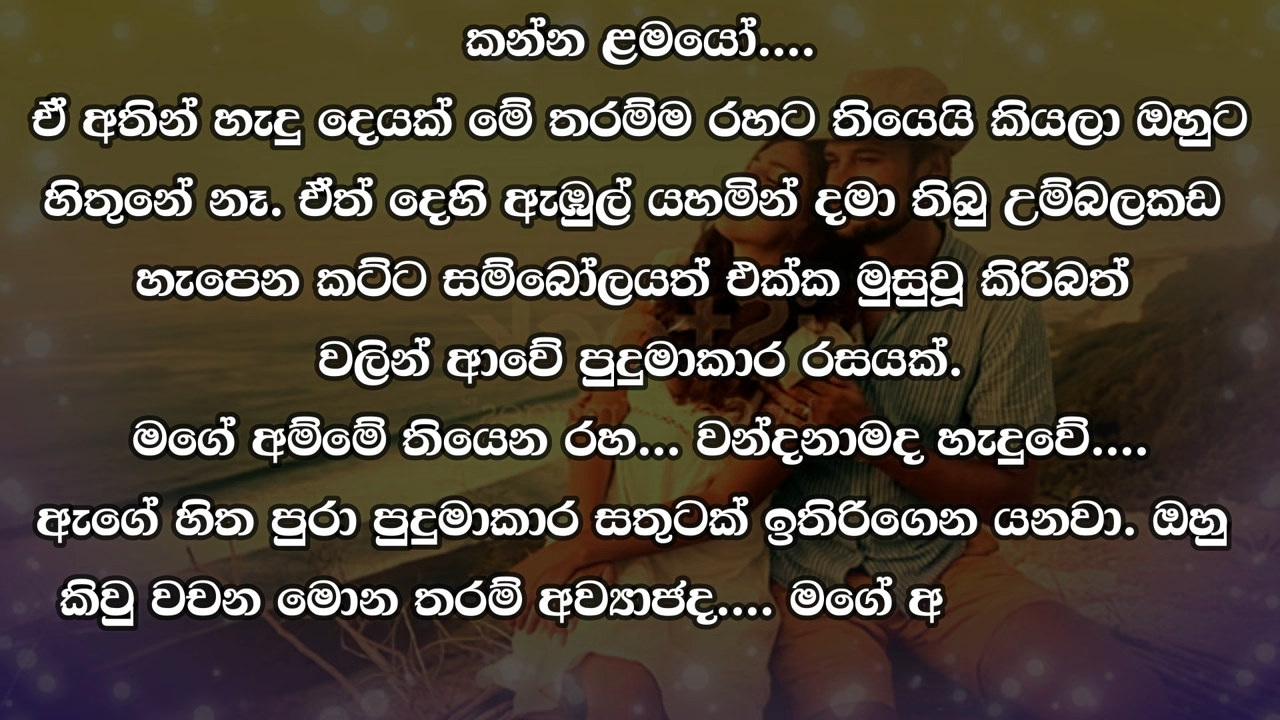 කන්න ළමයෝ....
ඒ අතින් හැදු දෙයක් මේ තරම්ම රහට තියෙයි කියලා ඔහුට
හිතුනේ නෑ. ඒත් දෙහි ඇඹුල් යහමින් දමා තිබු උම්බලකඩ
හැපෙන කට්ට සම්බෝලයත් එක්ක මුසුවූ කිරිබත්
වලින් ආවේ පුදුමාකාර රසයක්.
මගේ අම්මේ තියෙන රහ... වන්දනාමද හැදුවේ....
ඇගේ හිත පුරා පුදුමාකාර සතුටක් ඉතිරිගෙන යනවා. ඔහු
කිවු වචන මොන තරම් අව්‍යාජද.... මගේ අ